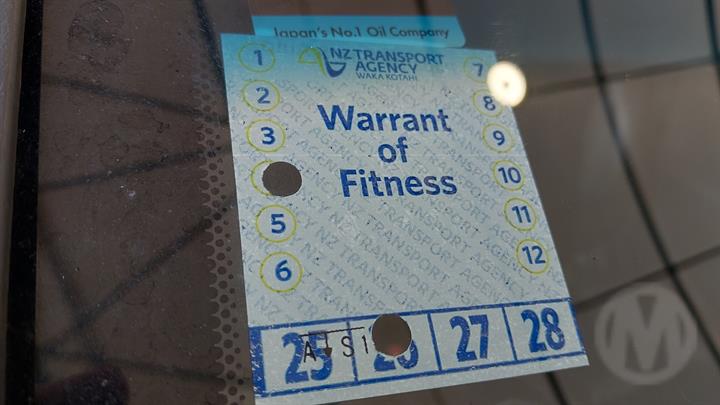 Japan's No.1 Oil Company
NZ TRANSPORT
AGENCY
WAKA KOTAHI
1
2
3
5
6
7
8
9
10
11
12
Warrant
of
Fitness
25 27 28
A S
M